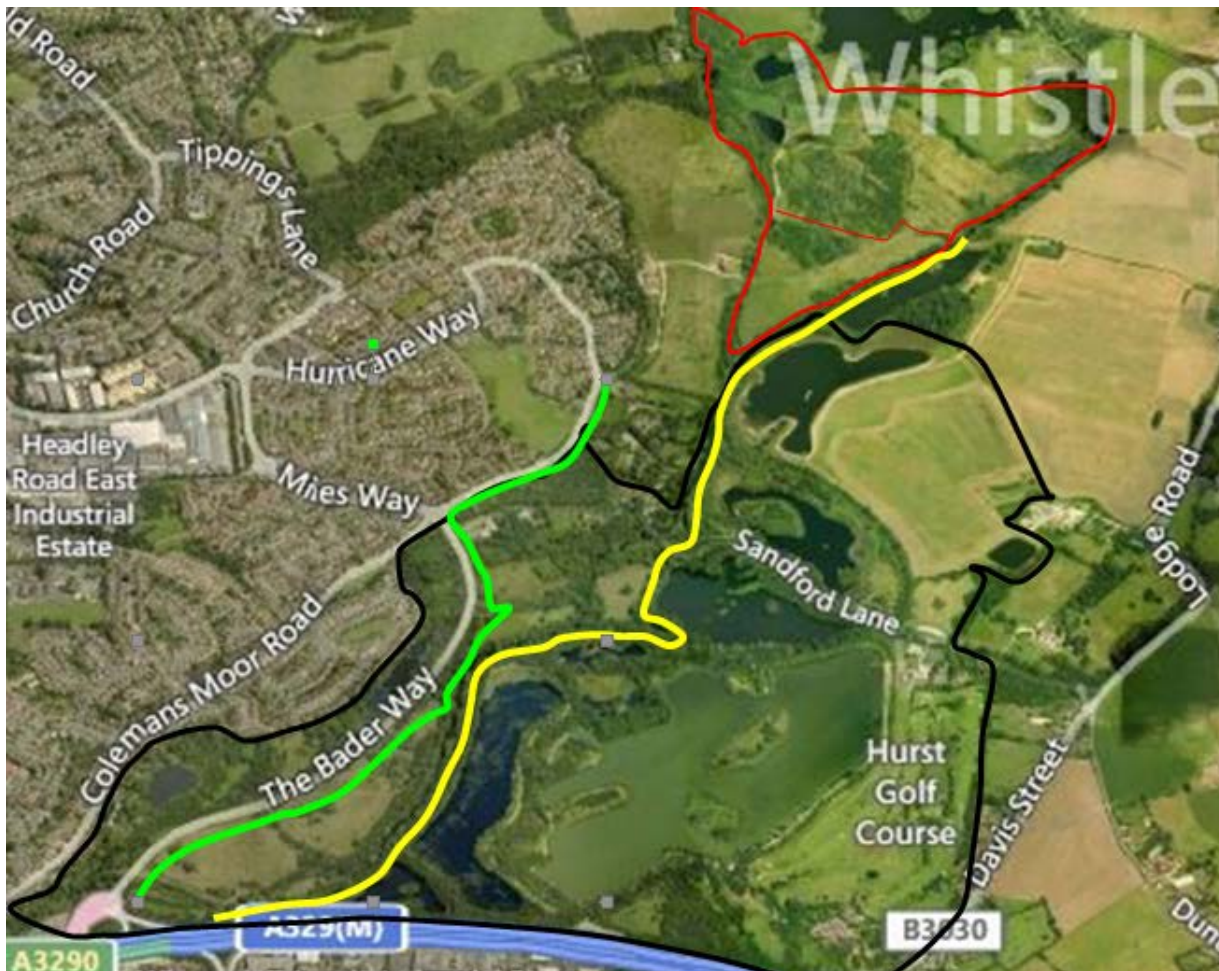 ld Road
Tippings Lane
Whistle
Church Road
Hurricane Way
Headley
Road East
Industrial
Estate
Miles Way
Lodge Road
Sandford Lane
Colemans Moor Road
The Bader Way
Hurst
Golf
Course
Davis Street
A329(M)
B3030
Dun
A3290